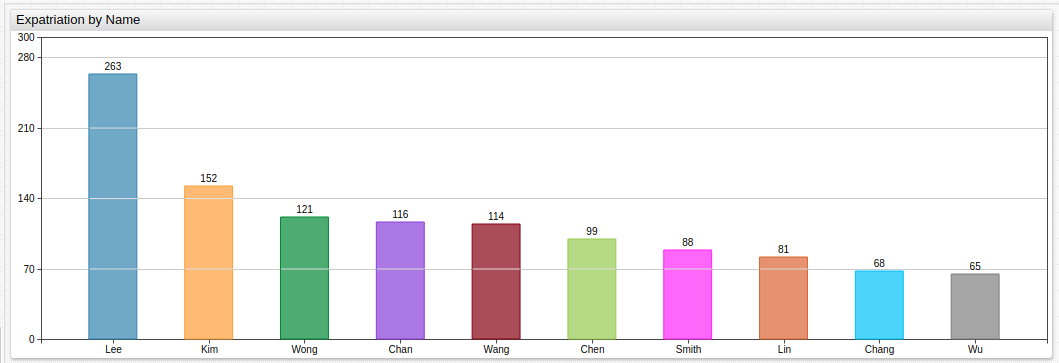 Expatriation by Name
300
280
210
140
70
0
263
152
121
116
114
99
88
81
68
65
Lee
Kim
Wong
Chan
Wang
Chen
Smith
Lin
Chang
Wu